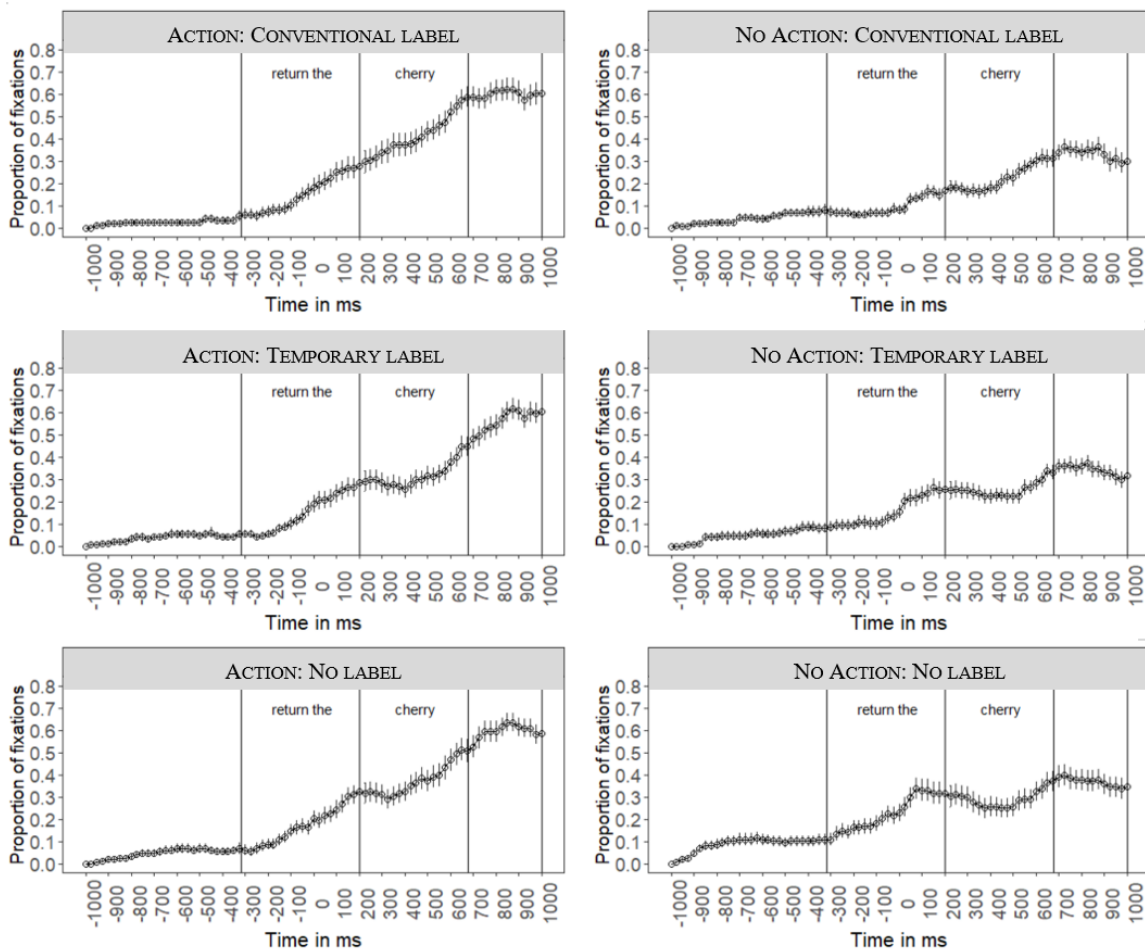 ACTION: CONVENTIONAL LABEL
Proportion of fixations
0.8
0.7
0.6
0.5
0.4
0.3
0.2
0.1
0.0
return the
cherry
-1000 -900 -800 -700 -600 -500 -400 -300 -200 -100 0 100 200 300 400 500 600 700 800 900 1000
Time in ms
NO ACTION: CONVENTIONAL LABEL
Proportion of fixations
0.8
0.7
0.6
0.5
0.4
0.3
0.2
0.1
0.0
return the
cherry
-1000 -900 -800 -700 -600 -500 -400 -300 -200 -100 0 100 200 300 400 500 600 700 800 900 1000
Time in ms
ACTION: TEMPORARY LABEL
Proportion of fixations
0.8
0.7
0.6
0.5
0.4
0.3
0.2
0.1
0.0
return the
cherry
-1000 -900 -800 -700 -600 -500 -400 -300 -200 -100 0 100 200 300 400 500 600 700 800 900 1000
Time in ms
NO ACTION: TEMPORARY LABEL
Proportion of fixations
0.8
0.7
0.6
0.5
0.4
0.3
0.2
0.1
0.0
return the
cherry
-1000 -900 -800 -700 -600 -500 -400 -300 -200 -100 0 100 200 300 400 500 600 700 800 900 1000
Time in ms
ACTION: NO LABEL
Proportion of fixations
0.8
0.7
0.6
0.5
0.4
0.3
0.2
0.1
0.0
return the
cherry
-1000 -900 -800 -700 -600 -500 -400 -300 -200 -100 0 100 200 300 400 500 600 700 800 900 1000
Time in ms
NO ACTION: NO LABEL
Proportion of fixations
0.8
0.7
0.6
0.5
0.4
0.3
0.2
0.1
0.0
return the
cherry
-1000 -900 -800 -700 -600 -500 -400 -300 -200 -100 0 100 200 300 400 500 600 700 800 900 1000
Time in ms